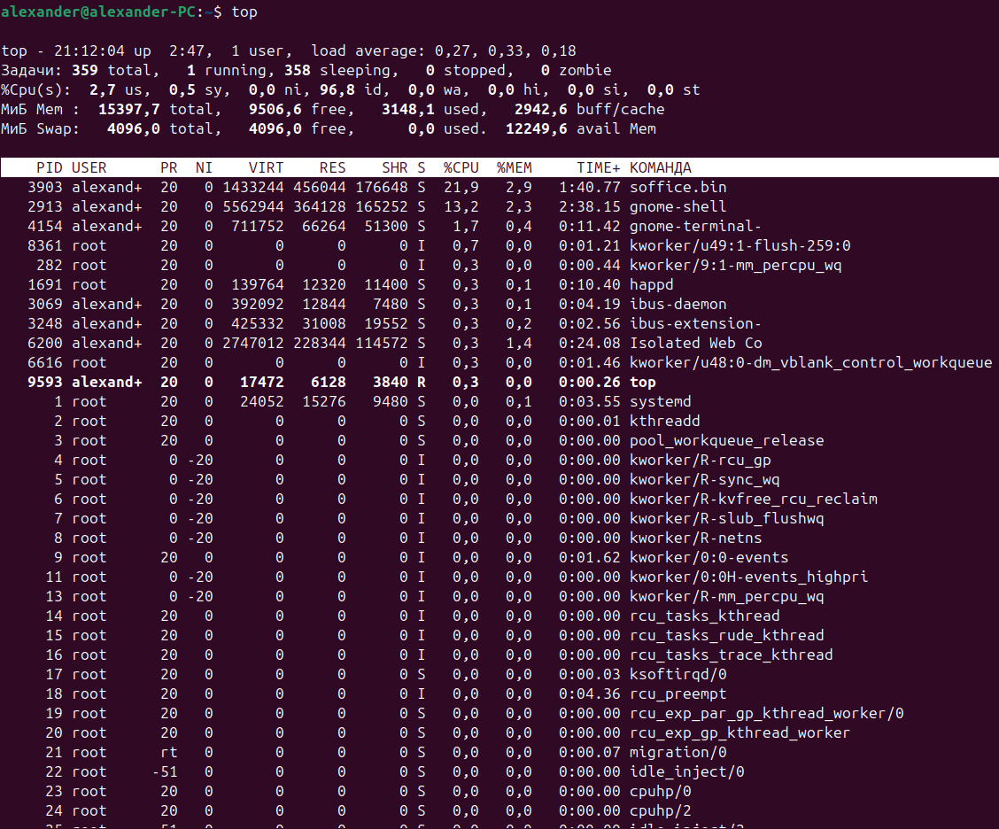 alexander@alexander-PC:~$ top
top - 21:12:04 up  2:47,  1 user,  load average: 0,27, 0,33, 0,18
Задачи: 359 total,   1 running, 358 sleeping,   0 stopped,   0 zombie
%Cpu(s):  2,7 us,  0,5 sy,  0,0 ni, 96,8 id,  0,0 wa,  0,0 hi,  0,0 si,  0,0 st
МиБ Mem :  15397,7 total,   9506,6 free,   3148,1 used,   2942,6 buff/cache
МиБ Swap:   4096,0 total,   4096,0 free,      0,0 used.  12249,6 avail Mem
PID USER      PR  NI    VIRT    RES    SHR S  %CPU  %MEM     TIME+ КОМАНДА
3903 alexand+  20   0 1433244 456044 176648 S  21,9   2,9   1:40.77 soffice.bin
2913 alexand+  20   0 5562944 364128 165252 S  13,2   2,3   2:38.15 gnome-shell
4154 alexand+  20   0  711752  66264  51300 S   1,7   0,4   0:11.42 gnome-terminal-
8361 root      20   0       0      0      0 I   0,7   0,0   0:01.21 kworker/u49:1-flush-259:0
282 root      20   0       0      0      0 I   0,3   0,0   0:00.44 kworker/9:1-mm_percpu_wq
1691 root      20   0  139764  12320  11400 S   0,3   0,1   0:10.40 happd
3069 alexand+  20   0  392092  12844   7480 S   0,3   0,1   0:04.19 ibus-daemon
3248 alexand+  20   0  425332  31008  19552 S   0,3   0,2   0:02.56 ibus-extension-
6200 alexand+  20   0 2747012 228344 114572 S   0,3   1,4   0:24.08 Isolated Web Co
6616 root      20   0       0      0      0 I   0,3   0,0   0:01.46 kworker/u48:0-dm_vblank_control_workqueue
9593 alexand+  20   0   17472   6128   3840 R   0,3   0,0   0:00.26 top
1 root      20   0   24052  15276   9480 S   0,0   0,1   0:03.55 systemd
2 root      20   0       0      0      0 S   0,0   0,0   0:00.01 kthreadd
3 root      20   0       0      0      0 S   0,0   0,0   0:00.00 pool_workqueue_release
4 root       0 -20       0      0      0 I   0,0   0,0   0:00.00 kworker/R-rcu_gp
5 root       0 -20       0      0      0 I   0,0   0,0   0:00.00 kworker/R-sync_wq
6 root       0 -20       0      0      0 I   0,0   0,0   0:00.00 kworker/R-kvfree_rcu_reclaim
7 root       0 -20       0      0      0 I   0,0   0,0   0:00.00 kworker/R-slub_flushwq
8 root       0 -20       0      0      0 I   0,0   0,0   0:00.00 kworker/R-netns
9 root      20   0       0      0      0 I   0,0   0,0   0:01.62 kworker/0:0-events
11 root       0 -20       0      0      0 I   0,0   0,0   0:00.00 kworker/0:0H-events_highpri
13 root       0 -20       0      0      0 I   0,0   0,0   0:00.00 kworker/R-mm_percpu_wq
14 root      20   0       0      0      0 I   0,0   0,0   0:00.00 rcu_tasks_kthread
15 root      20   0       0      0      0 I   0,0   0,0   0:00.00 rcu_tasks_rude_kthread
16 root      20   0       0      0      0 I   0,0   0,0   0:00.00 rcu_tasks_trace_kthread
17 root      20   0       0      0      0 S   0,0   0,0   0:00.03 ksoftirqd/0
18 root      20   0       0      0      0 I   0,0   0,0   0:04.36 rcu_preempt
19 root      20   0       0      0      0 S   0,0   0,0   0:00.00 rcu_exp_par_gp_kthread_worker/0
20 root      20   0       0      0      0 S   0,0   0,0   0:00.00 rcu_exp_gp_kthread_worker
21 root      rt   0       0      0      0 S   0,0   0,0   0:00.07 migration/0
22 root     -51   0       0      0      0 S   0,0   0,0   0:00.00 idle_inject/0
23 root      20   0       0      0      0 S   0,0   0,0   0:00.00 cpuhp/0
24 root      20   0       0      0      0 S   0,0   0,0   0:00.00 cpuhp/2